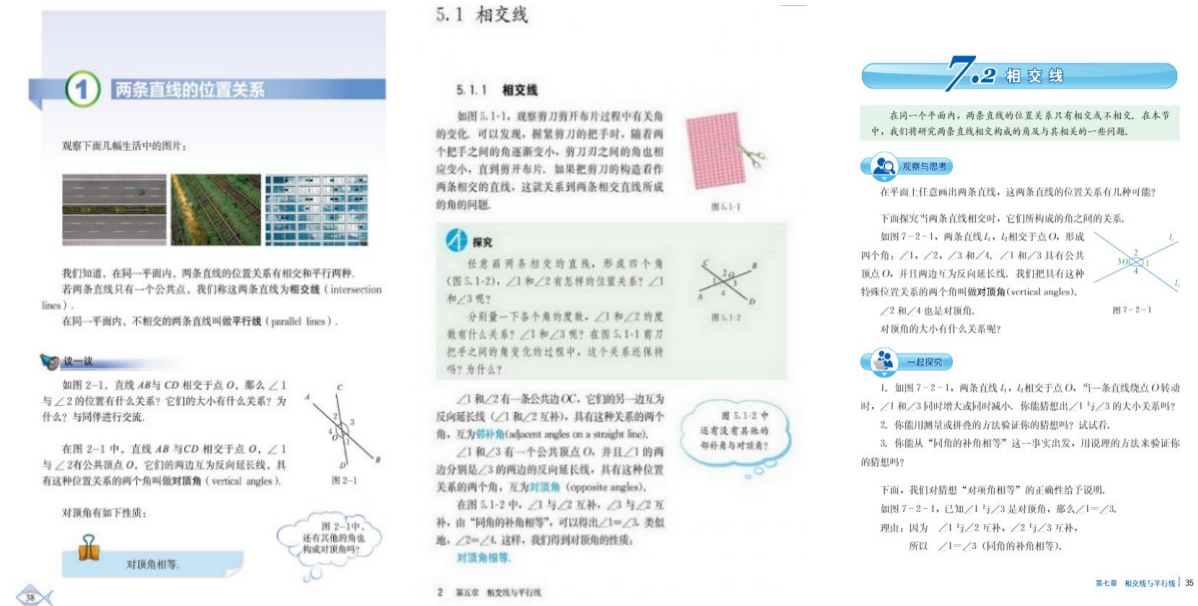 1 两条直线的位置关系
观察下面几幅生活中的图片：
我们知道，在同一平面内，两条直线的位置关系有相交和平行两种.
若两条直线只有一个公共点，我们称这两条直线为相交线（intersection
lines）.
在同一平面内，不相交的两条直线叫做平行线（parallel lines）.
议一议
如图 2-1，直线 AB与 CD 相交于点 O，那么 ∠1
与 ∠2 的位置有什么关系？它们的大小有什么关系？为
什么？与同伴进行交流.
在图 2-1 中，直线 AB 与CD 相交于点 O，∠1
与 ∠2有公共顶点 O，它们的两边互为反向延长线，具
有这种位置关系的两个角叫做对顶角（vertical angles）.
A
C
2
3
1
4
O
D
B
图 2-1
对顶角有如下性质：
对顶角相等.
图 2-1中，
还有其他的角也
构成对顶角吗？
38
5.1 相交线
5.1.1 相交线
如图 5.1-1，观察剪刀剪开布片过程中有关角
的变化. 可以发现，握紧剪刀的把手时，随着两
个把手之间的角逐渐变小，剪刀刃之间的角也相
应变小，直到剪开布片. 如果把剪刀的构造看作
两条相交的直线，这就关系到两条相交直线所成
的角的问题.
图 5.1-1
探究
任意画两条相交的直线，形成四个角
(图 5.1-2)，∠1 和∠2 有怎样的位置关系？∠1
和∠3 呢？
分别量一下各个角的度数，∠1 和∠2 的度
数有什么关系？∠1 和∠3 呢？在图 5.1-1 剪刀
把手之间的角变化的过程中，这个关系还保持
吗？为什么？
C
B
2
O
1
3
4
A
D
图 5.1-2
∠1 和∠2 有一条公共边OC，它们的另一边互为
反向延长线（∠1 和∠2 互补），具有这种关系的两个
角，互为邻补角(adjacent angles on a straight line).
∠1 和∠3 有一个公共顶点 O，并且∠1 的两
边分别是∠3 的两边的反向延长线，具有这种位置
关系的两个角，互为对顶角（opposite angles).
在图 5.1-2 中，∠1 与∠2 互补，∠3 与∠2 互
补，由“同角的补角相等”，可以得出∠1=∠3. 类似
地，∠2=∠4. 这样，我们得到对顶角的性质：
对顶角相等.
图 5.1-2 中
还有没有其他的
邻补角与对顶角？
2 第五章 相交线与平行线
7.2 相交线
在同一个平面内，两条直线的位置关系只有相交或不相交. 在本节
中，我们将研究两条直线相交构成的角及与其相关的一些问题.
观察与思考
在平面上任意画出两条直线，这两条直线的位置关系有几种可能？
下面探究当两条直线相交时，它们所构成的角之间的关系.
如图 7-2-1，两条直线 l₁，l₂相交于点 O，形成
四个角：∠1，∠2，∠3 和∠4. ∠1 和∠3 具有公共
顶点 O，并且两边互为反向延长线. 我们把具有这种
特殊位置关系的两个角叫做对顶角(vertical angles).
∠2 和∠4 也是对顶角.
对顶角的大小有什么关系呢？
l₁
2
3
O
1
4
l₂
图 7-2-1
一起探究
1. 如图 7-2-1，两条直线 l₁，l₂相交于点 O，当一条直线绕点 O 转动
时，∠1 和∠3 同时增大或同时减小. 你能猜想出∠1 与∠3 的大小关系吗？
2. 你能用测量或拼叠的方法验证你的猜想吗？试试看.
3. 你能从“同角的补角相等”这一事实出发，用说理的方法来验证你
的猜想吗？
下面，我们对猜想“对项角相等”的正确性给予说明.
如图 7-2-1，已知∠1 与∠3 是对顶角，那么∠1=∠3.
理由：因为 ∠1 与∠2 互补，∠2 与∠3 互补，
所以 ∠1=∠3（同角的补角相等）.
第七章 相交线与平行线 35